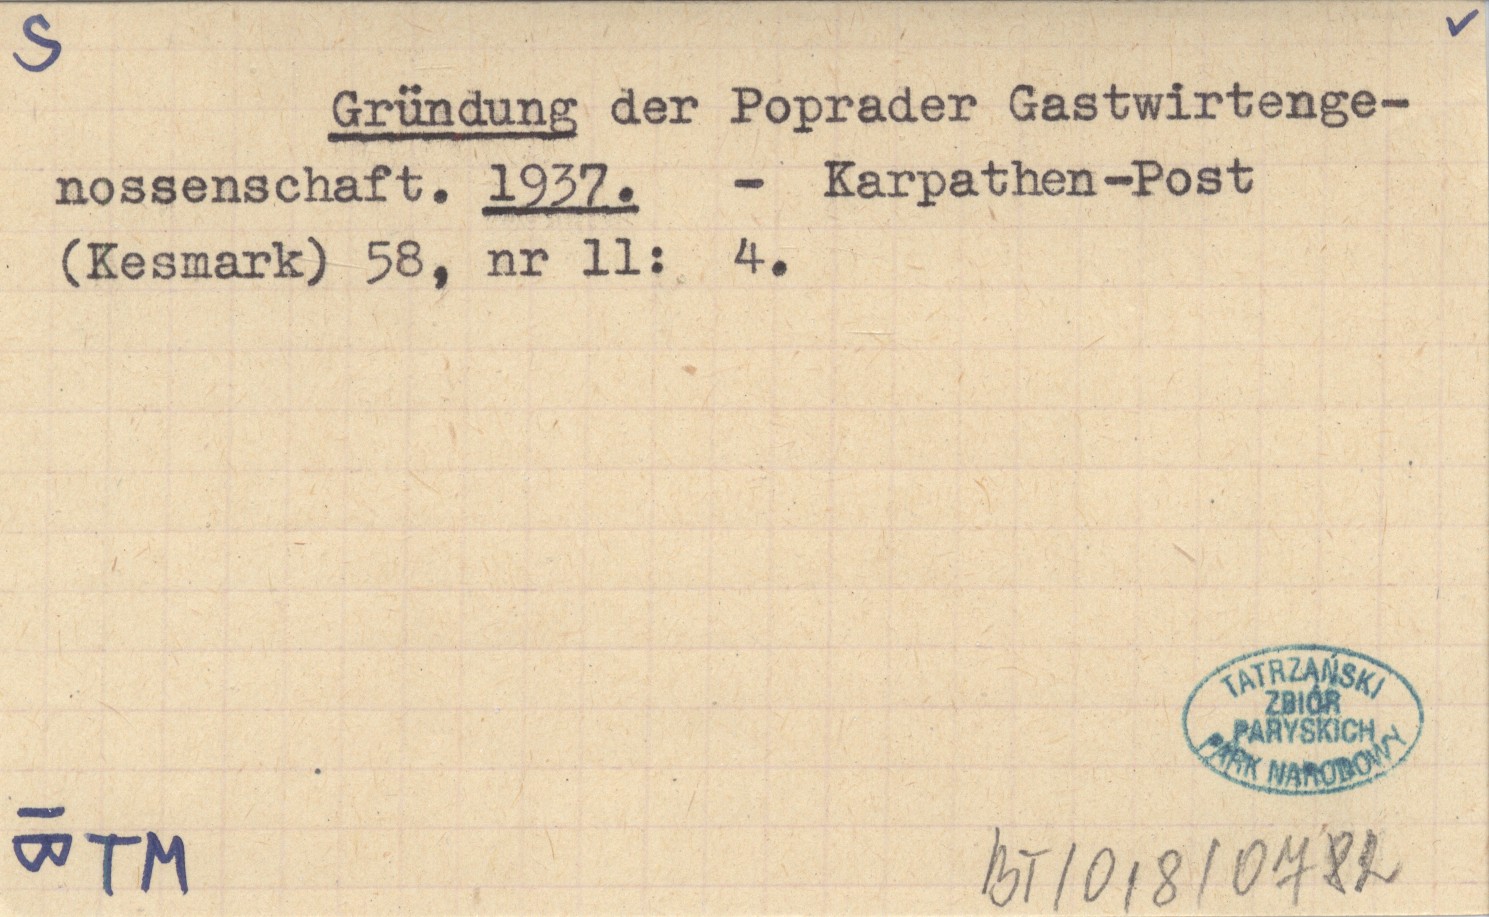 S
Gründung der Poprader Gastwirtenge-
nossenschaft. 1937. - Karpathen-Post
(Kesmark) 58, nr 11: 4.
TATRZAŃSKI
ZBIÓR
PARYSKICH
PARK NARODOWY
TM
BT/018/0782